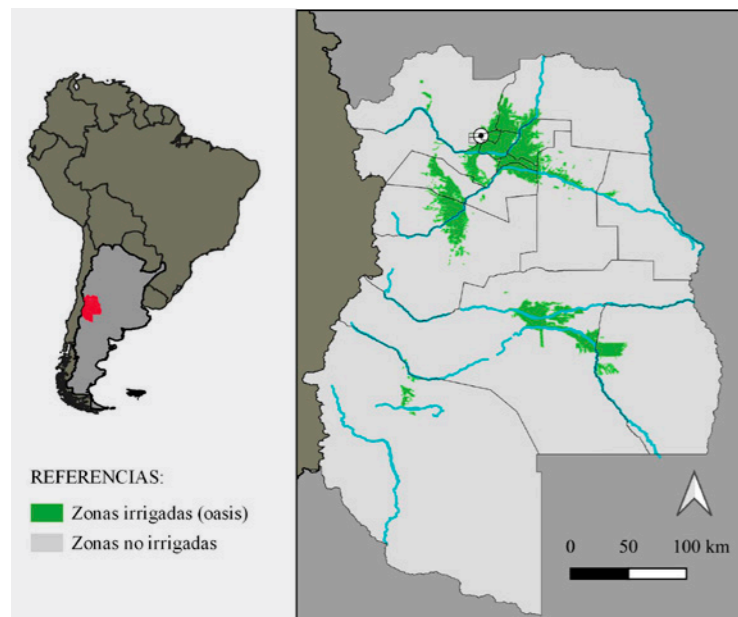 REFERENCIAS:
Zonas irrigadas (oasis)
Zonas no irrigadas
0 50 100 km